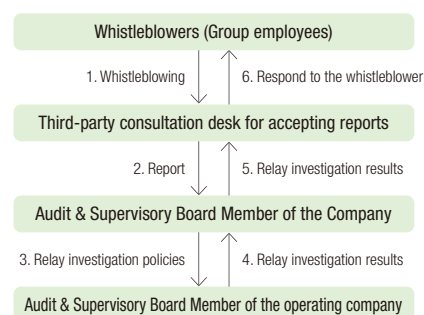 Whistleblowers (Group employees)
1. Whistleblowing
6. Respond to the whistleblower
Third-party consultation desk for accepting reports
2. Report
5. Relay investigation results
Audit & Supervisory Board Member of the Company
3. Relay investigation policies
4. Relay investigation results
Audit & Supervisory Board Member of the operating company